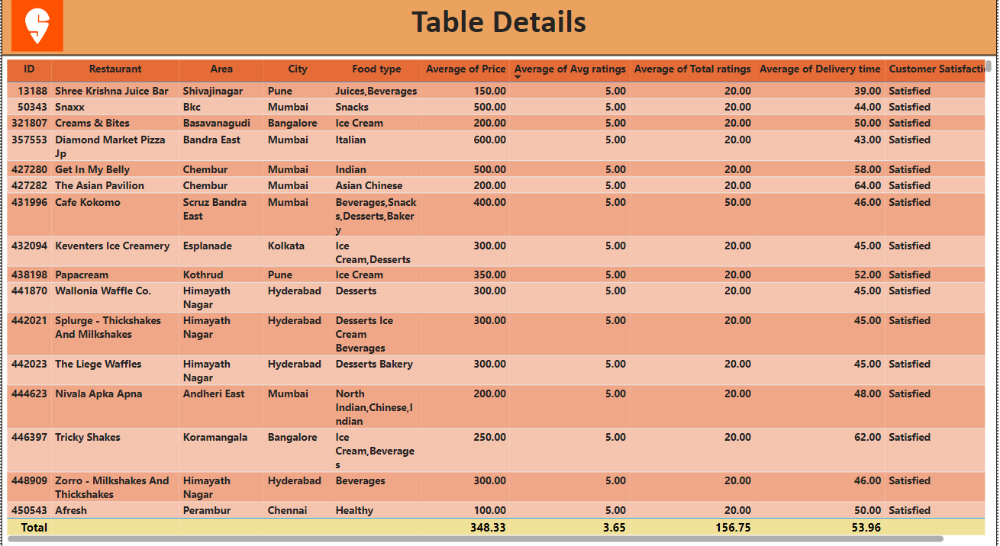 Table Details
ID Restaurant Area City Food type Average of Price Average of Avg ratings Average of Total ratings Average of Delivery time Customer Satisfactic
13188 Shree Krishna Juice Bar Shivajinagar Pune Juices,Beverages 150.00 5.00 20.00 39.00 Satisfied
50343 Snaxx Bkc Mumbai Snacks 500.00 5.00 20.00 44.00 Satisfied
321807 Creams & Bites Basavanagudi Bangalore Ice Cream 200.00 5.00 20.00 50.00 Satisfied
357553 Diamond Market Pizza Bandra East Mumbai Italian 600.00 5.00 20.00 43.00 Satisfied
Jp
427280 Get In My Belly Chembur Mumbai Indian 500.00 5.00 20.00 58.00 Satisfied
427282 The Asian Pavilion Chembur Mumbai Asian Chinese 200.00 5.00 20.00 64.00 Satisfied
431996 Cafe Kokomo Scruz Bandra Mumbai Beverages,Snack 400.00 5.00 50.00 46.00 Satisfied
East s,Desserts,Baker
y
432094 Keventers Ice Creamery Esplanade Kolkata Ice 300.00 5.00 20.00 45.00 Satisfied
Cream,Desserts
438198 Papacream Kothrud Pune Ice Cream 350.00 5.00 20.00 52.00 Satisfied
441870 Wallonia Waffle Co. Himayath Hyderabad Desserts 300.00 5.00 20.00 45.00 Satisfied
Nagar
442021 Splurge - Thickshakes Himayath Hyderabad Desserts Ice 300.00 5.00 20.00 45.00 Satisfied
And Milkshakes Nagar Cream
Beverages
442023 The Liege Waffles Himayath Hyderabad Desserts Bakery 300.00 5.00 20.00 45.00 Satisfied
Nagar
444623 Nivala Apka Apna Andheri East Mumbai North 200.00 5.00 20.00 48.00 Satisfied
Indian,Chinese,I
ndian
446397 Tricky Shakes Koramangala Bangalore Ice 250.00 5.00 20.00 62.00 Satisfied
Cream,Beverage
s
448909 Zorro - Milkshakes And Himayath Hyderabad Beverages 300.00 5.00 20.00 46.00 Satisfied
Thickshakes Nagar
450543 Afresh Perambur Chennai Healthy 100.00 5.00 20.00 50.00 Satisfied
Total 348.33 3.65 156.75 53.96